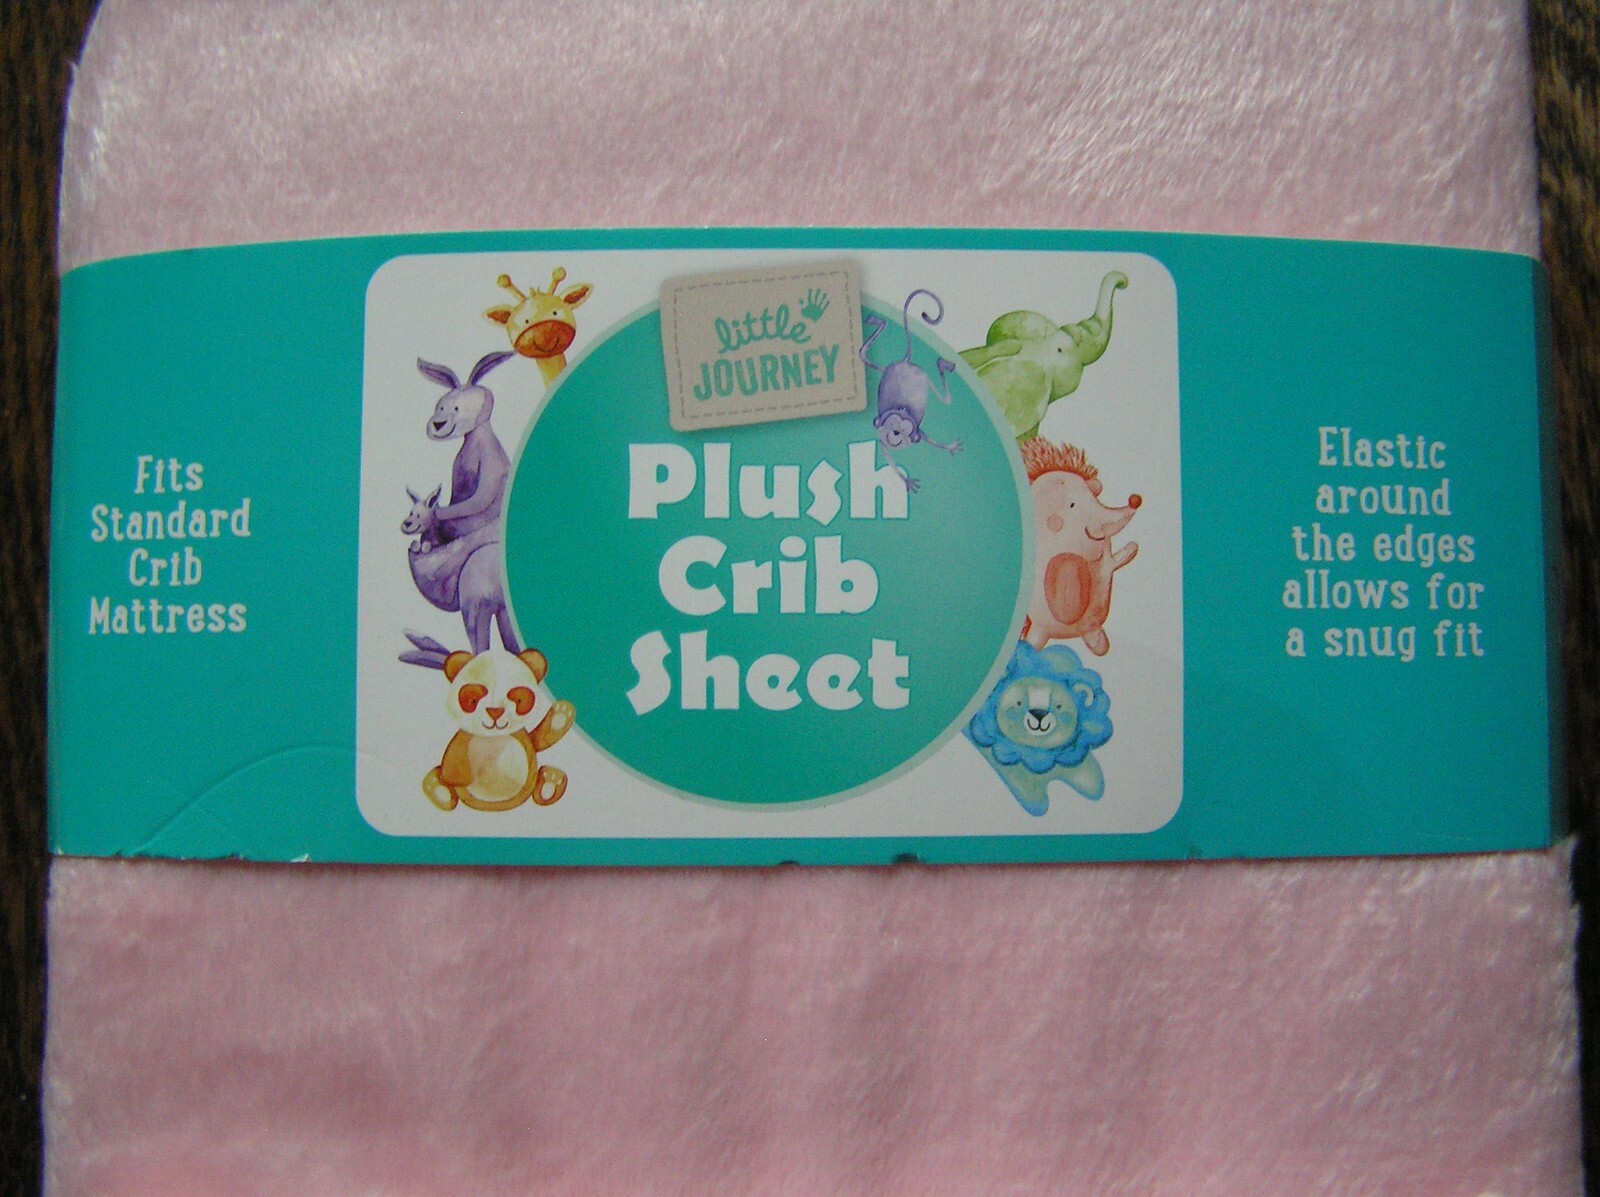 little
JOURNEY
Plush
Crib
Sheet
Fits
Standard
Crib
Mattress
Elastic
around
the edges
allows for
a snug fit